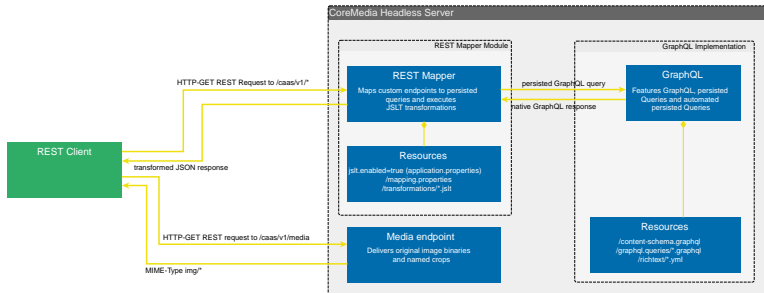 CoreMedia Headless Server
REST Mapper Module
GraphQL Implementation
HTTP-GET REST Request to /caas/v1/*
REST Mapper
Maps custom endpoints to persisted
queries and executes
JSLT transformations
persisted GraphQL query
native GraphQL response
GraphQL
Features GraphQL, persisted
Queries and automated
persisted Queries
REST Client
transformed JSON response
Resources
jslt.enabled=true (application.properties)
/mapping.properties
/transformations/*.jslt
HTTP-GET REST request to /caas/v1/media
Media endpoint
Delivers original image binaries
and named crops
MIME-Type img/*
Resources
/content-schema.graphql
/graphql.queries/*.graphql
/richtext/*.yml